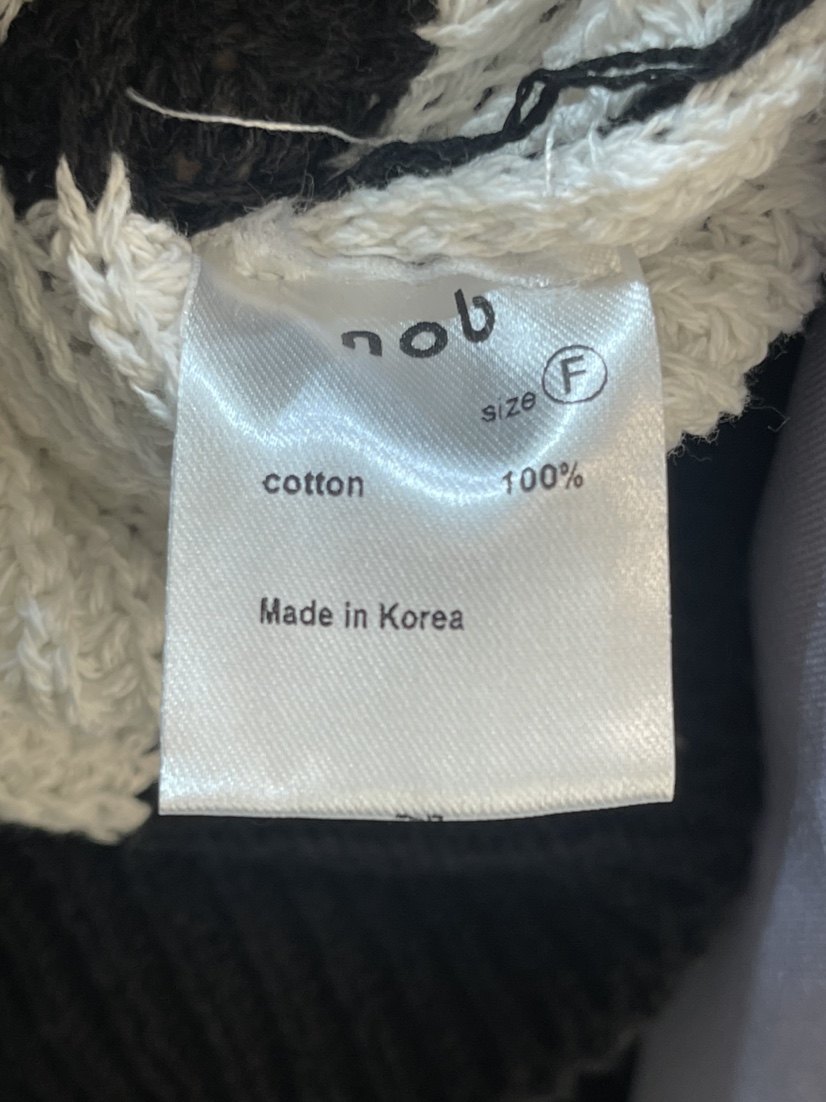 nob
size F
cotton 100%
Made in Korea